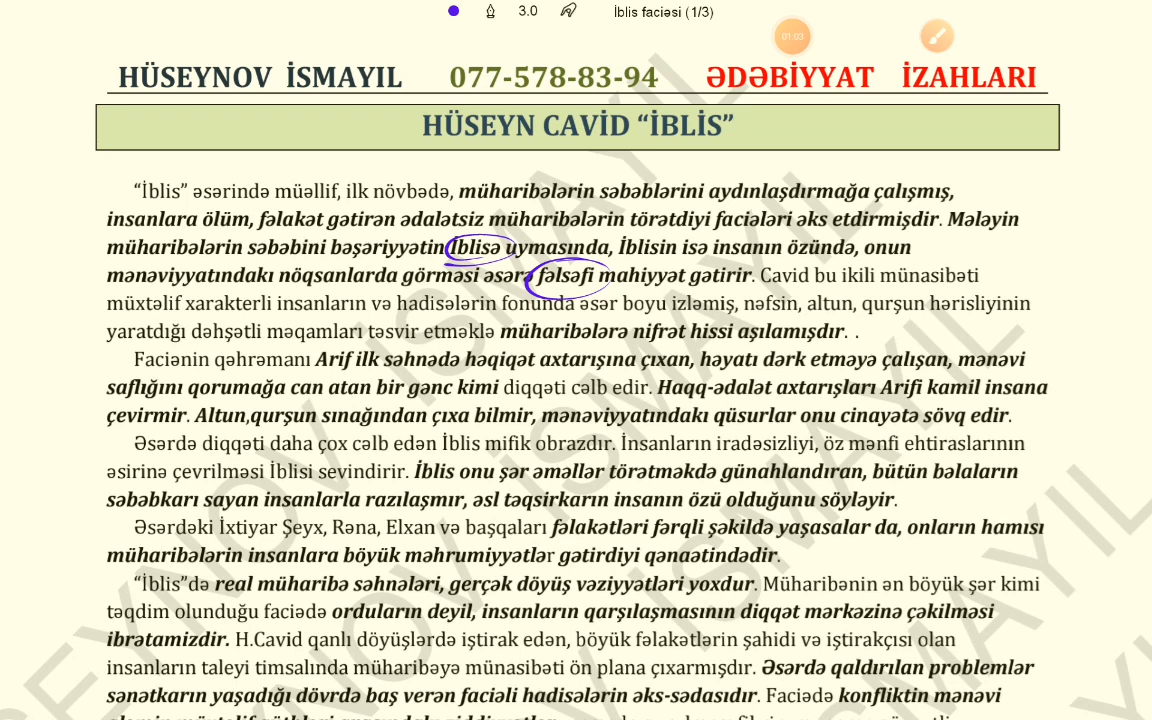 3.0 İblis faciəsi (1/3)
01:03
HÜSEYNOV İSMAYIL 077-578-83-94 ƏDƏBİYYAT İZAHLARI
HÜSEYN CAVİD “İBLİS”
“İblis” əsərində müəllif, ilk növbədə, müharibələrin səbəblərini aydınlaşdırmağa çalışmış,
insanlara ölüm, fəlakət gətirən ədalətsiz müharibələrin törətdiyi faciələri əks etdirmişdir. Mələyin
müharibələrin səbəbini bəşəriyyətin İblisə uymasında, İblisin isə insanın özündə, onun
mənəviyyatındakı nöqsanlarda görməsi əsərə fəlsəfi mahiyyət gətirir. Cavid bu ikili münasibəti
müxtəlif xarakterli insanların və hadisələrin fonunda əsər boyu izləmiş, nəfsin, altun, qurşun hərisliyinin
yaratdığı dəhşətli məqamları təsvir etməklə müharibələrə nifrət hissi aşılamışdır. .
Faciənin qəhrəmanı Arif ilk səhnədə həqiqət axtarışına çıxan, həyatı dərk etməyə çalışan, mənəvi
saflığını qorumağa can atan bir gənc kimi diqqəti cəlb edir. Haqq-ədalət axtarışları Arifi kamil insana
çevirmir. Altun,qurşun sınağından çıxa bilmir, mənəviyyatındakı qüsurlar onu cinayətə sövq edir.
Əsərdə diqqəti daha çox cəlb edən İblis mifik obrazdır. İnsanların iradəsizliyi, öz mənfi ehtiraslarının
əsirinə çevrilməsi İblisi sevindirir. İblis onu şər əməllər törətməkdə günahlandıran, bütün bəlaların
səbəbkarı sayan insanlarla razılaşmır, əsl təqsirkarın insanın özü olduğunu söyləyir.
Əsərdəki İxtiyar Şeyx, Rəna, Elxan və başqaları fəlakətləri fərqli şəkildə yaşasalar da, onların hamısı
müharibələrin insanlara böyük məhrumiyyətlər gətirdiyi qənaətindədir.
“İblis”də real müharibə səhnələri, gerçək döyüş vəziyyətləri yoxdur. Müharibənin ən böyük şər kimi
təqdim olunduğu faciədə orduların deyil, insanların qarşılaşmasının diqqət mərkəzinə çəkilməsi
ibrətamizdir. H.Cavid qanlı döyüşlərdə iştirak edən, böyük fəlakətlərin şahidi və iştirakçısı olan
insanların taleyi timsalında müharibəyə münasibəti ön plana çıxarmışdır. Əsərdə qaldırılan problemlər
sənətkarın yaşadığı dövrdə baş verən faciəli hadisələrin əks-sədasıdır. Faciədə konfliktin mənəvi